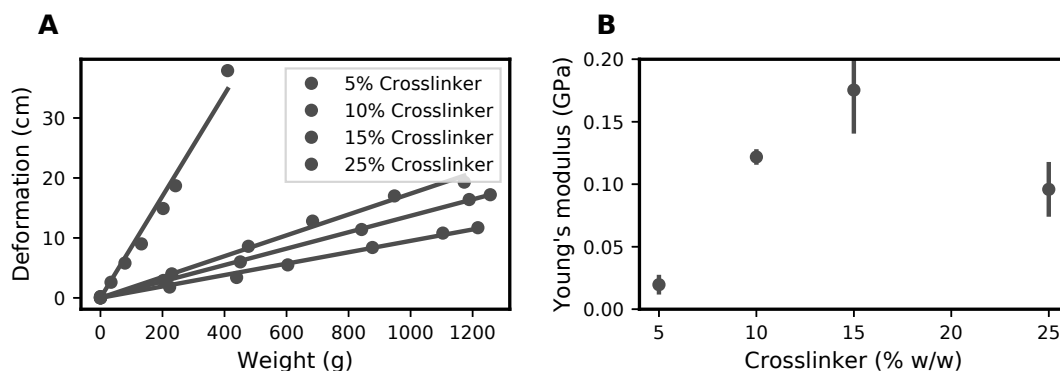 A
Deformation (cm)
30
20
10
0
5% Crosslinker
10% Crosslinker
15% Crosslinker
25% Crosslinker
0 200 400 600 800 1000 1200
Weight (g)
B
Young's modulus (GPa)
0.20
0.15
0.10
0.05
0.00
5 10 15 20 25
Crosslinker (% w/w)